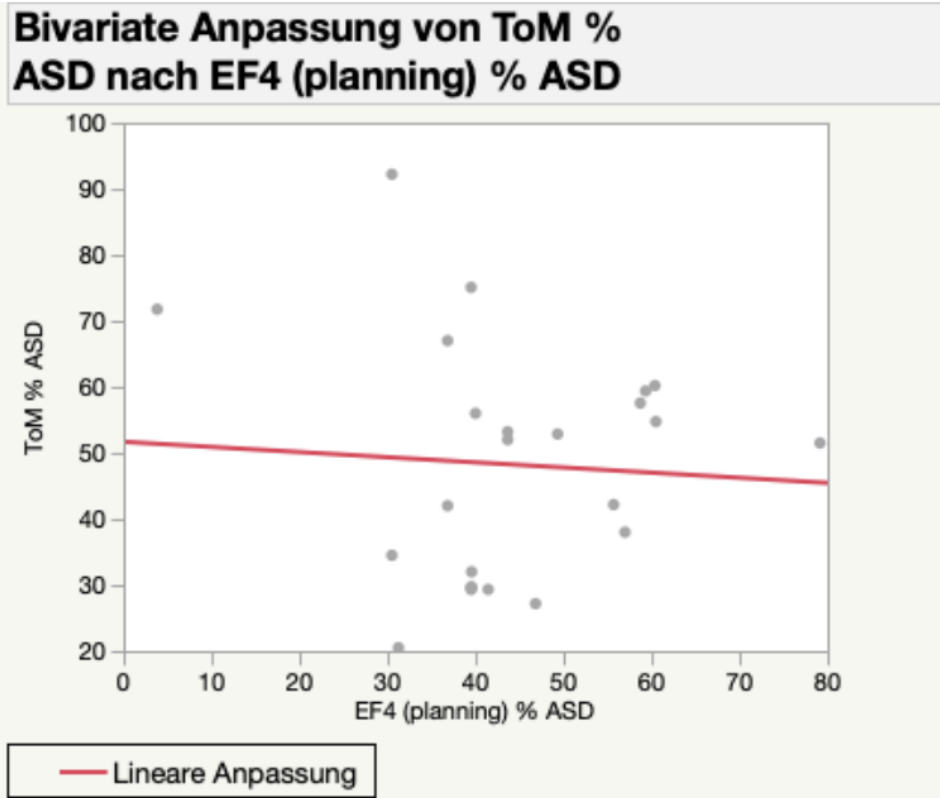 Bivariate Anpassung von ToM %
ASD nach EF4 (planning) % ASD
100
90
80
70
60
50
40
30
20
ToM % ASD
0 10 20 30 40 50 60 70 80
EF4 (planning) % ASD
Lineare Anpassung